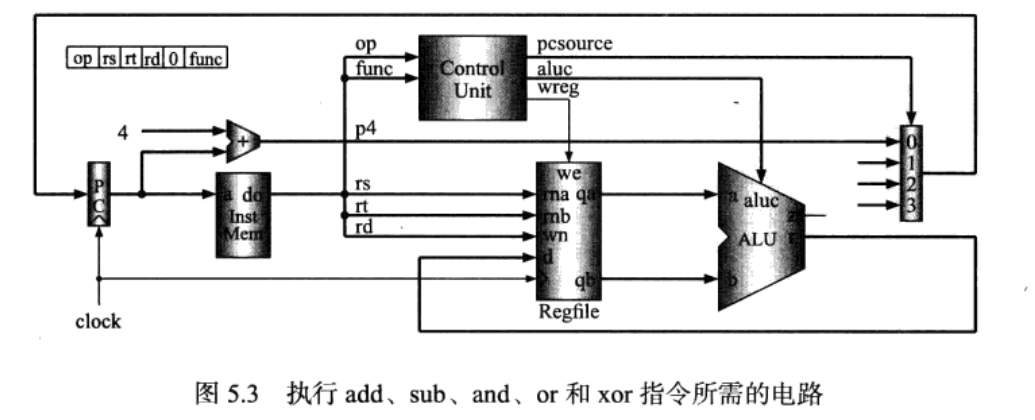 op rs rt rd 0 func
op
func
Control
Unit
pcsource
aluc
wreg
4
+
p4
0
1
2
3
P
C
a do
Inst
Mem
rs
rt
rd
we
rna qa
rnb
wn
d
qb
Regfile
a
aluc
z
ALU
r
b
clock
图 5.3 执行 add、sub、and、or 和 xor 指令所需的电路